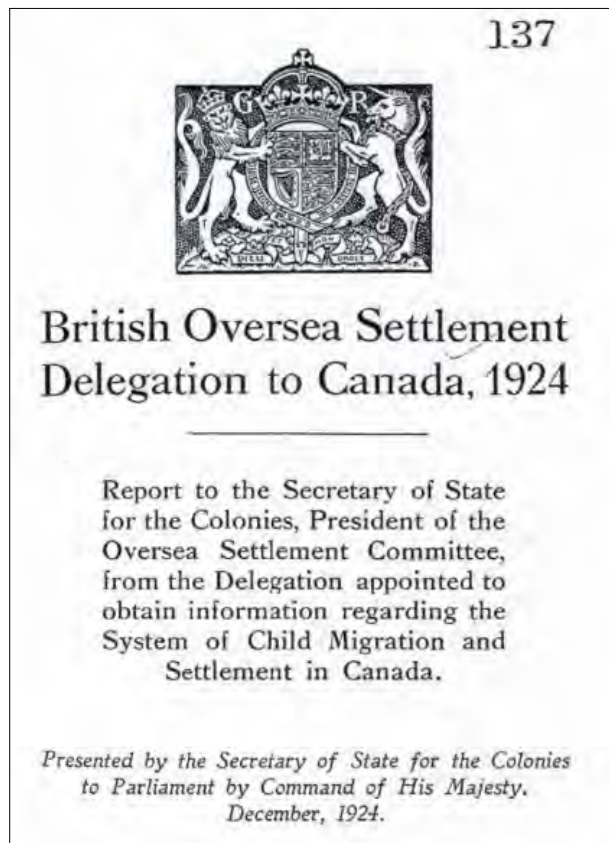 137
G R
DIEU ET MON DROIT
British Oversea Settlement
Delegation to Canada, 1924
Report to the Secretary of State
for the Colonies, President of the
Oversea Settlement Committee,
from the Delegation appointed to
obtain information regarding the
System of Child Migration and
Settlement in Canada.
Presented by the Secretary of State for the Colonies
to Parliament by Command of His Majesty.
December, 1924.